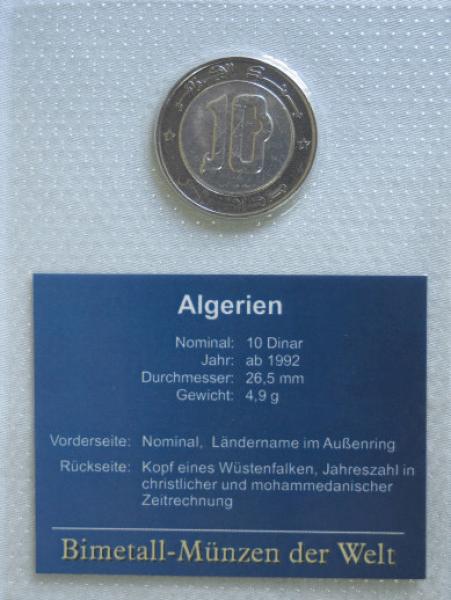 10
Algerien
Nominal: 10 Dinar
Jahr: ab 1992
Durchmesser: 26,5 mm
Gewicht: 4,9 g
Vorderseite: Nominal, Ländername im Außenring
Rückseite: Kopf eines Wüstenfalken, Jahreszahl in
christlicher und mohammedanischer
Zeitrechnung
Bimetall-Münzen der Welt